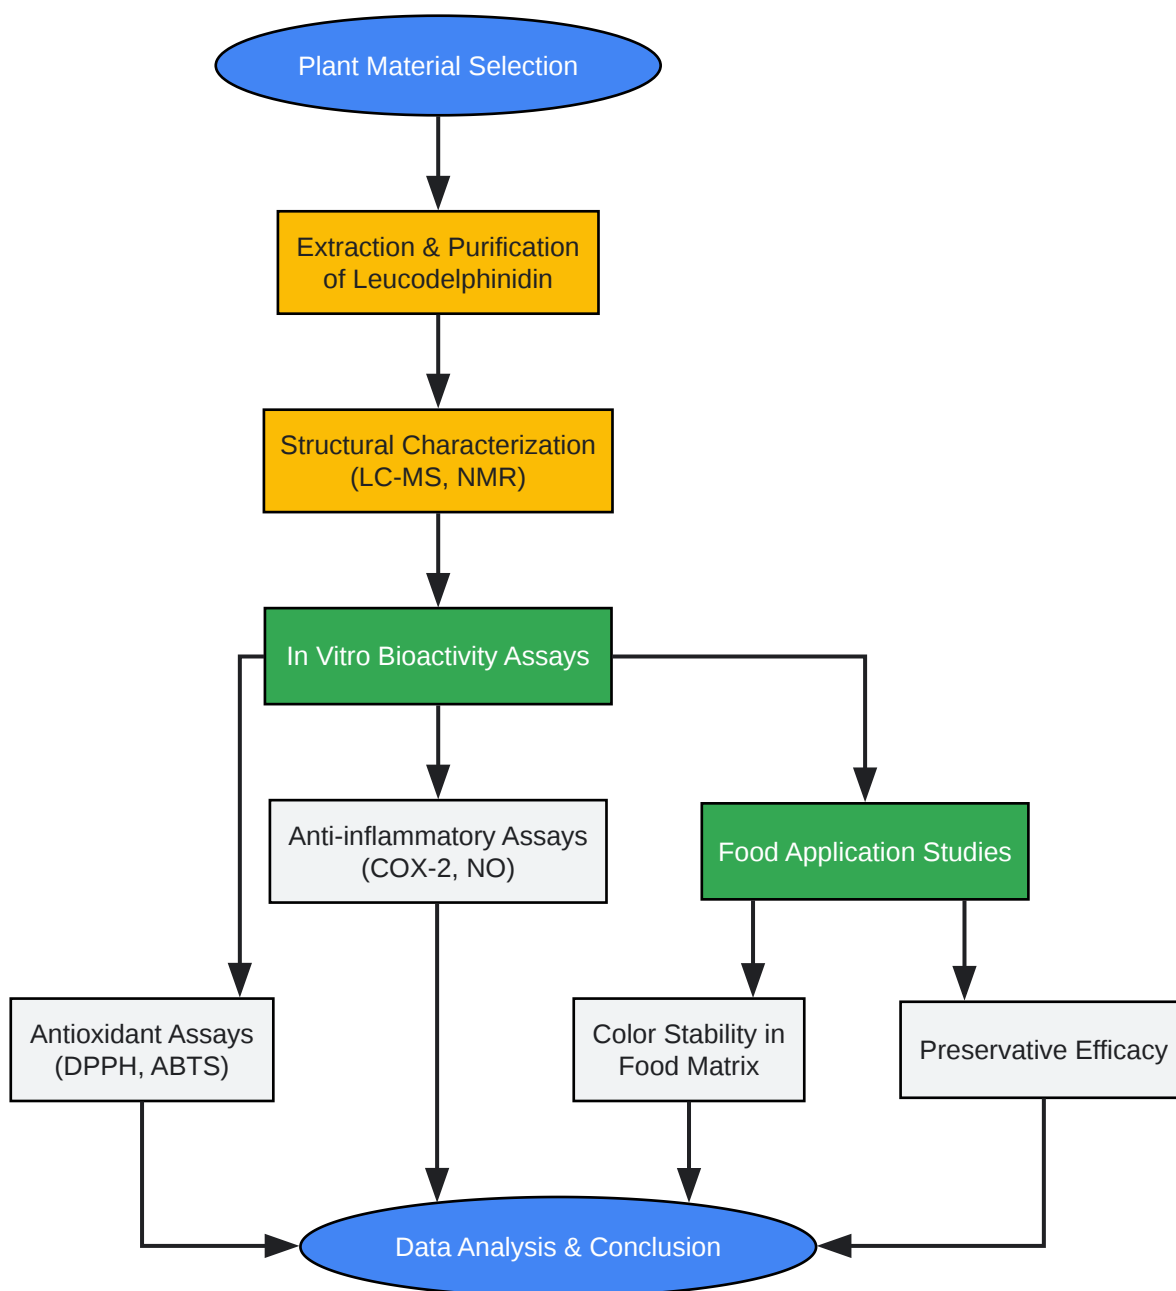 Plant Material Selection
Extraction & Purification
of Leucodelphinidin
Structural Characterization
(LC-MS, NMR)
In Vitro Bioactivity Assays
Anti-inflammatory Assays
(COX-2, NO)
Food Application Studies
Antioxidant Assays
(DPPH, ABTS)
Color Stability in
Food Matrix
Preservative Efficacy
Data Analysis & Conclusion